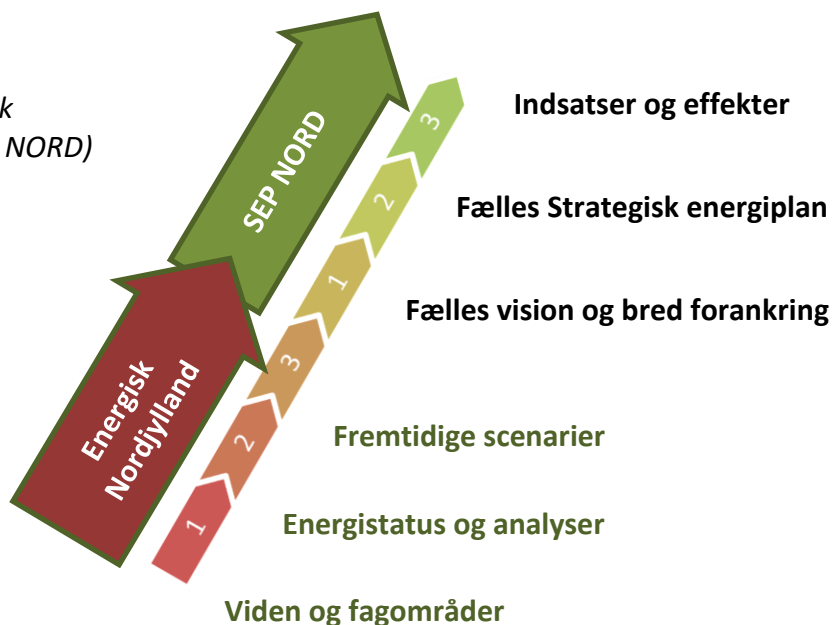 k
NORD)
SEP NORD
Energisk
Nordjylland
3
2
1
3
2
1
Indsatser og effekter
Fælles Strategisk energiplan
Fælles vision og bred forankring
Fremtidige scenarier
Energistatus og analyser
Viden og fagområder